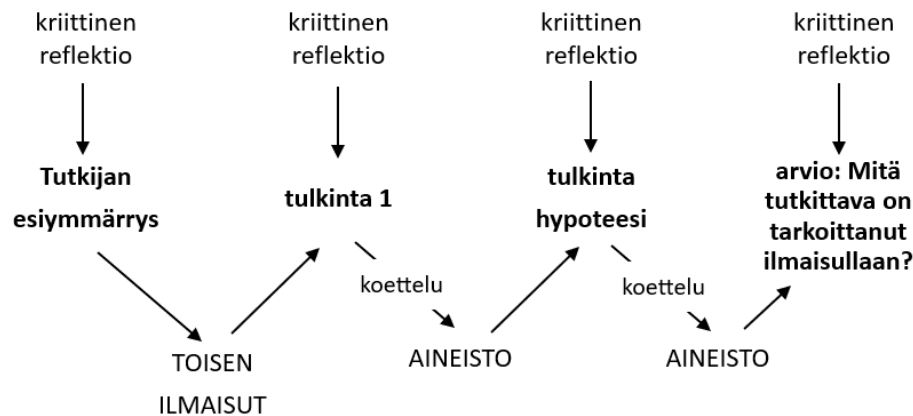 kriittinen
reflektio
kriittinen
reflektio
kriittinen
reflektio
kriittinen
reflektio
Tutkijan
esiymmärrys
tulkinta 1
tulkinta
hypoteesi
arvio: Mitä
tutkittava on
tarkoittanut
ilmaisullaan?
koettelu
koettelu
TOISEN
ILMAISUT
AINEISTO
AINEISTO